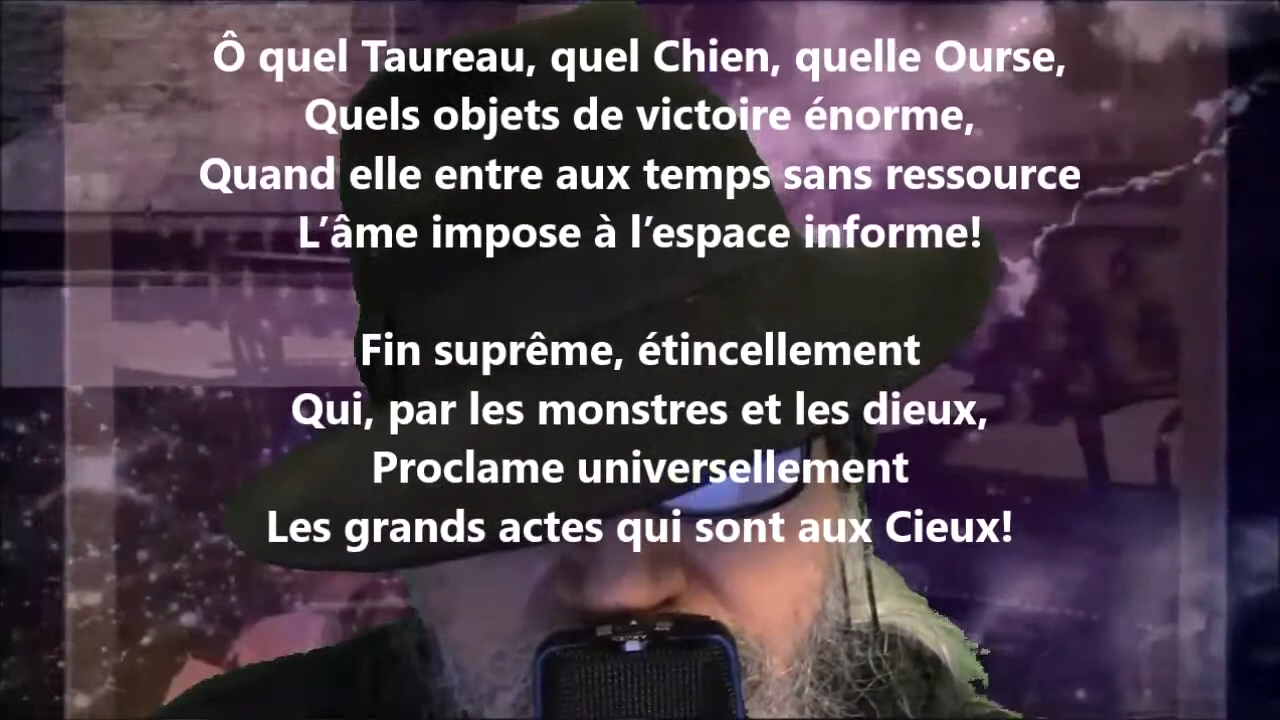 Ô quel Taureau, quel Chien, quelle Ourse,
Quels objets de victoire énorme,
Quand elle entre aux temps sans ressource
L’âme impose à l’espace informe!
Fin suprême, étincellement
Qui, par les monstres et les dieux,
Proclame universellement
Les grands actes qui sont aux Cieux!